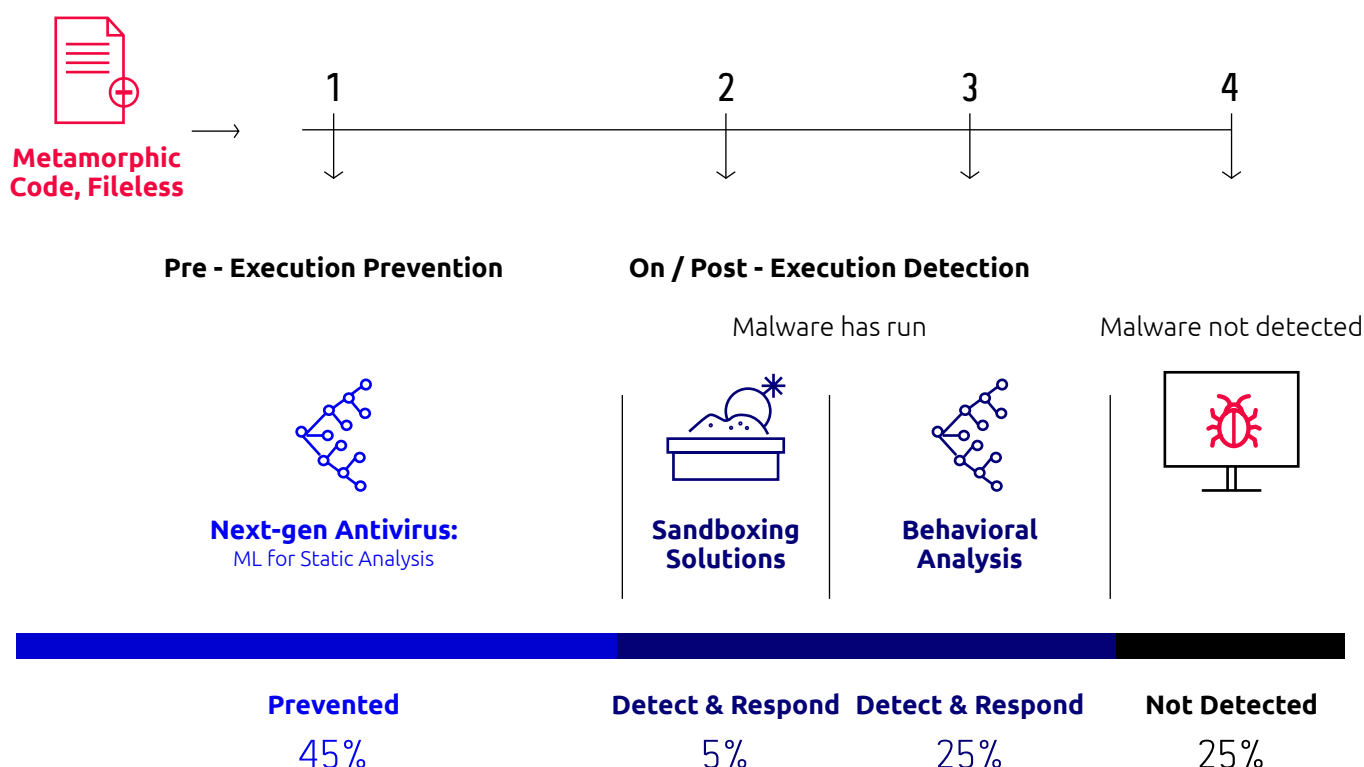 1
2
3
4
Metamorphic
Code, Fileless
Pre - Execution Prevention
On / Post - Execution Detection
Malware has run
Malware not detected
Next-gen Antivirus:
ML for Static Analysis
Sandboxing
Solutions
Behavioral
Analysis
Prevented
Detect & Respond
Detect & Respond
Not Detected
45%
5%
25%
25%